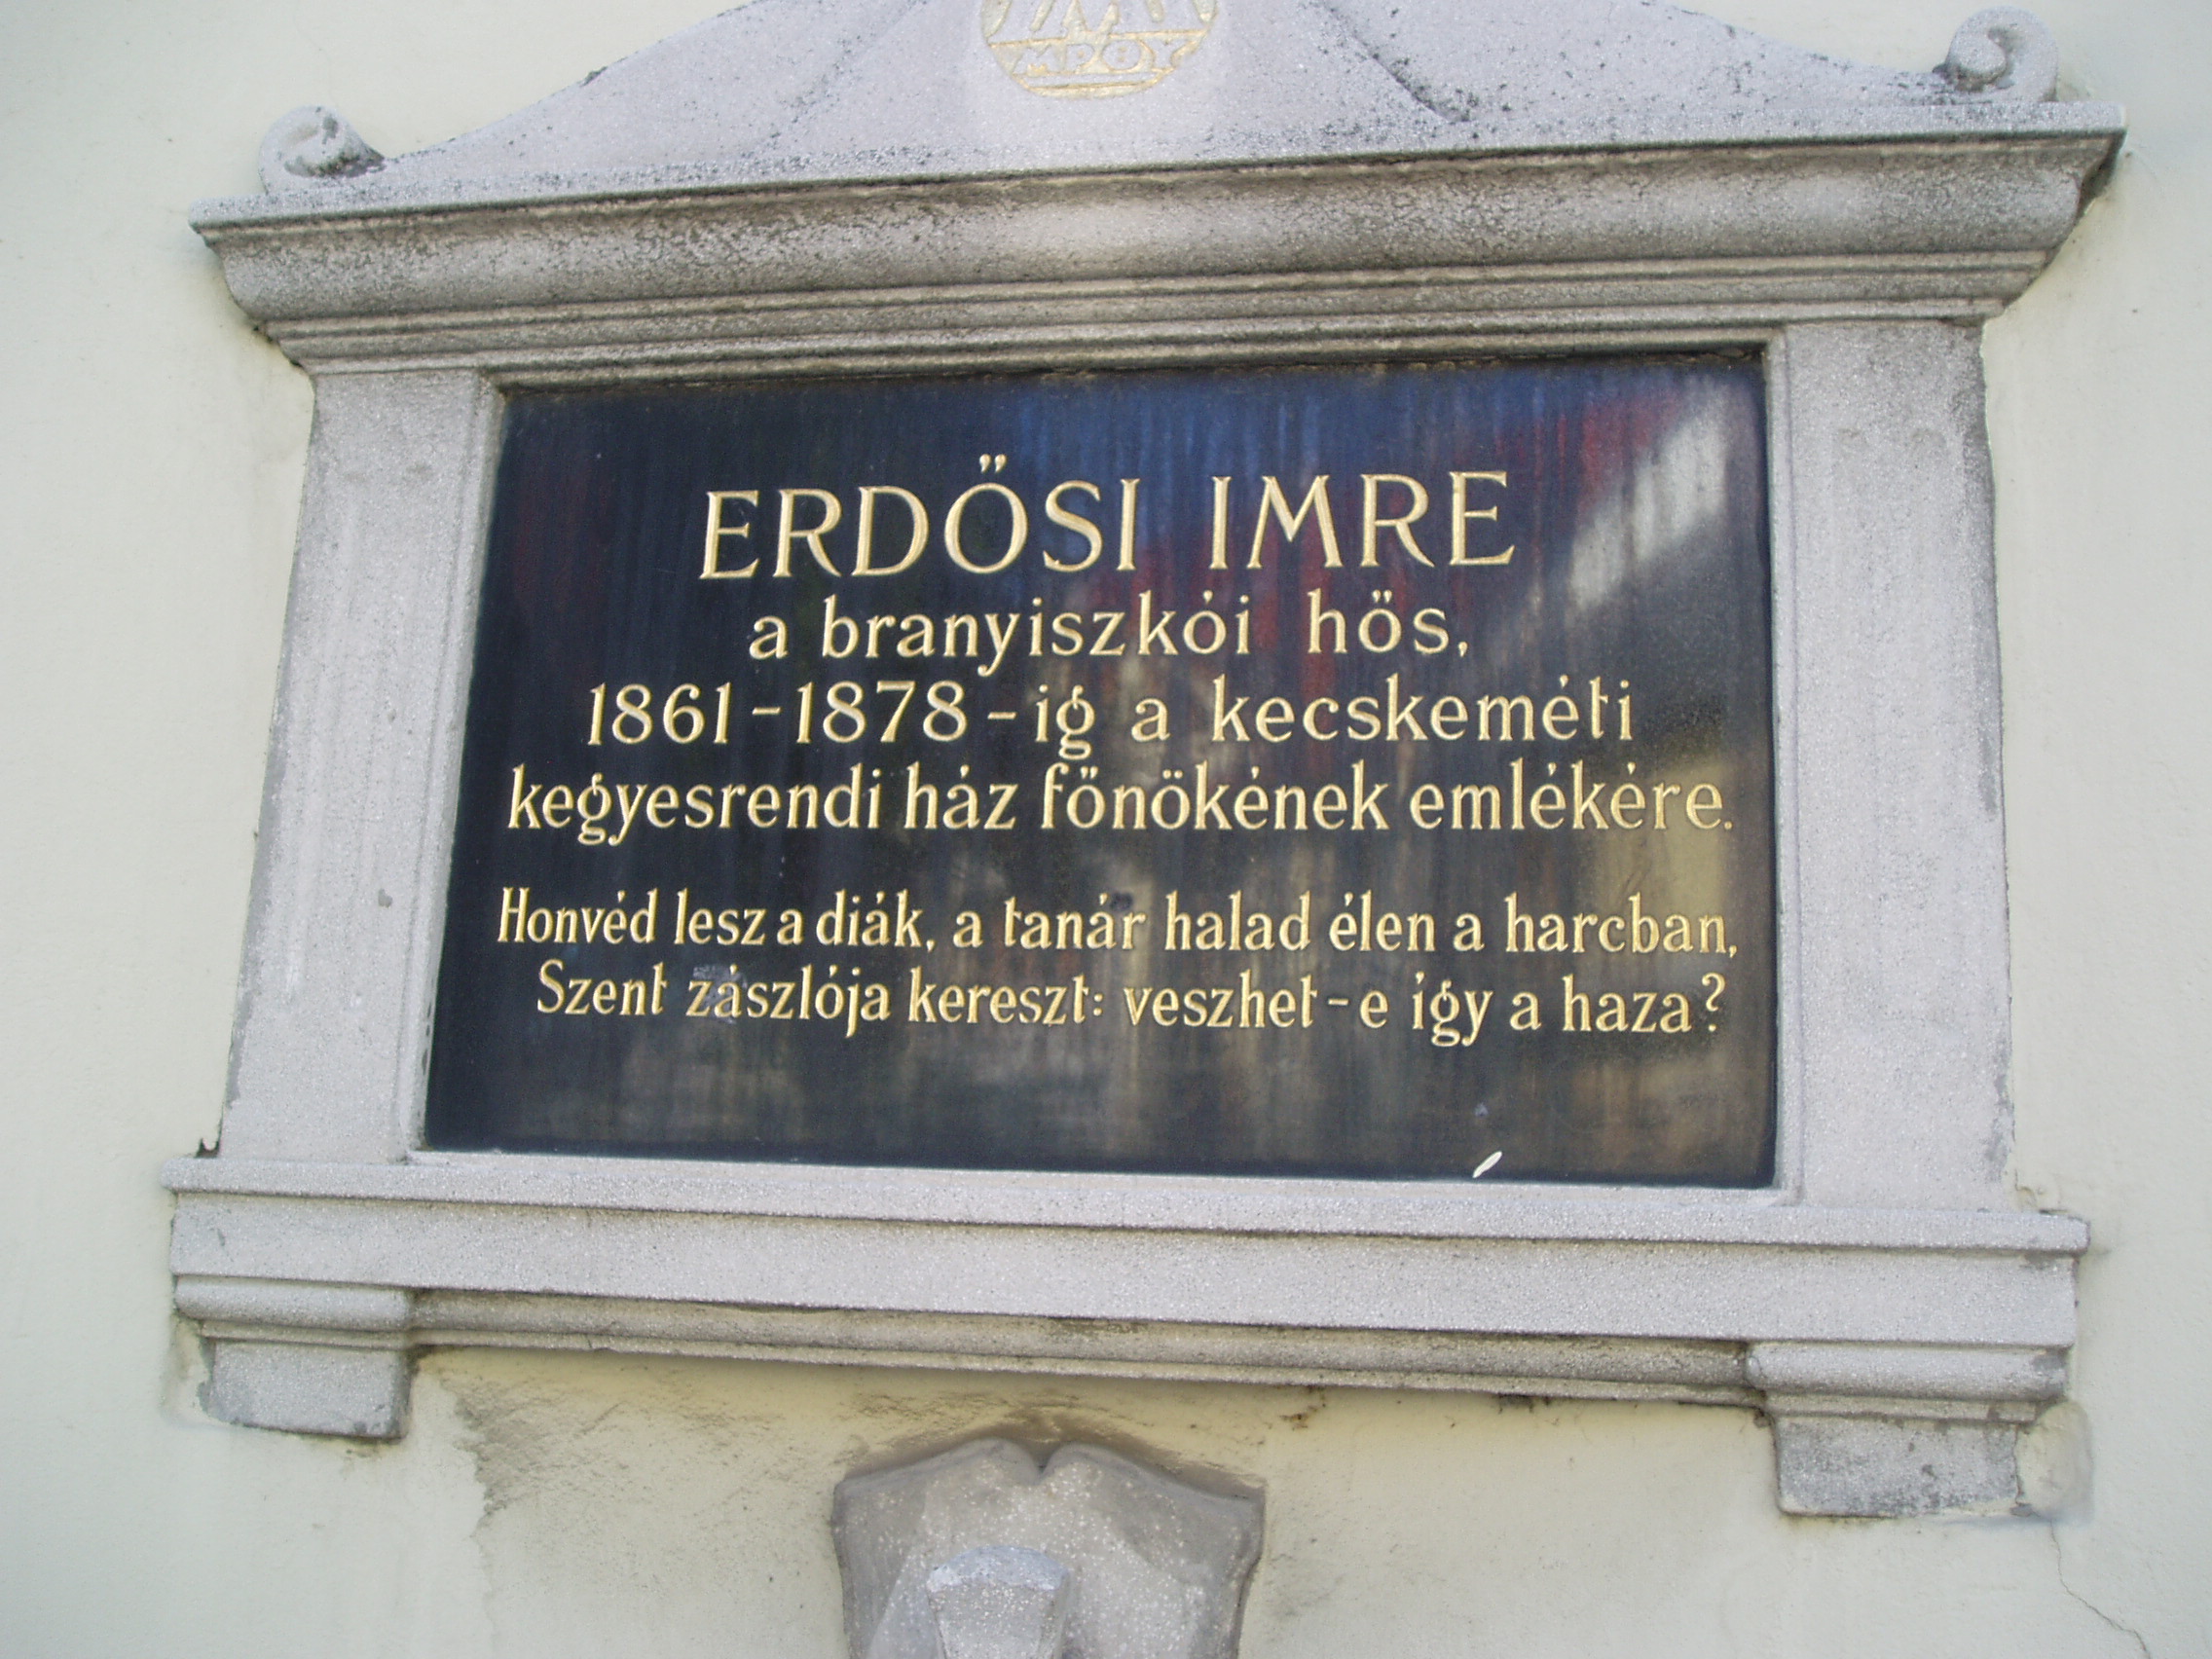 ERDŐSI IMRE
a branyiszkói hős,
1861-1878-ig a kecskeméti
kegyesrendi ház főnökének emlékére.
Honvéd lesz a diák, a tanár halad élen a harcban,
Szent zászlója kereszt: veszhet-e így a haza?